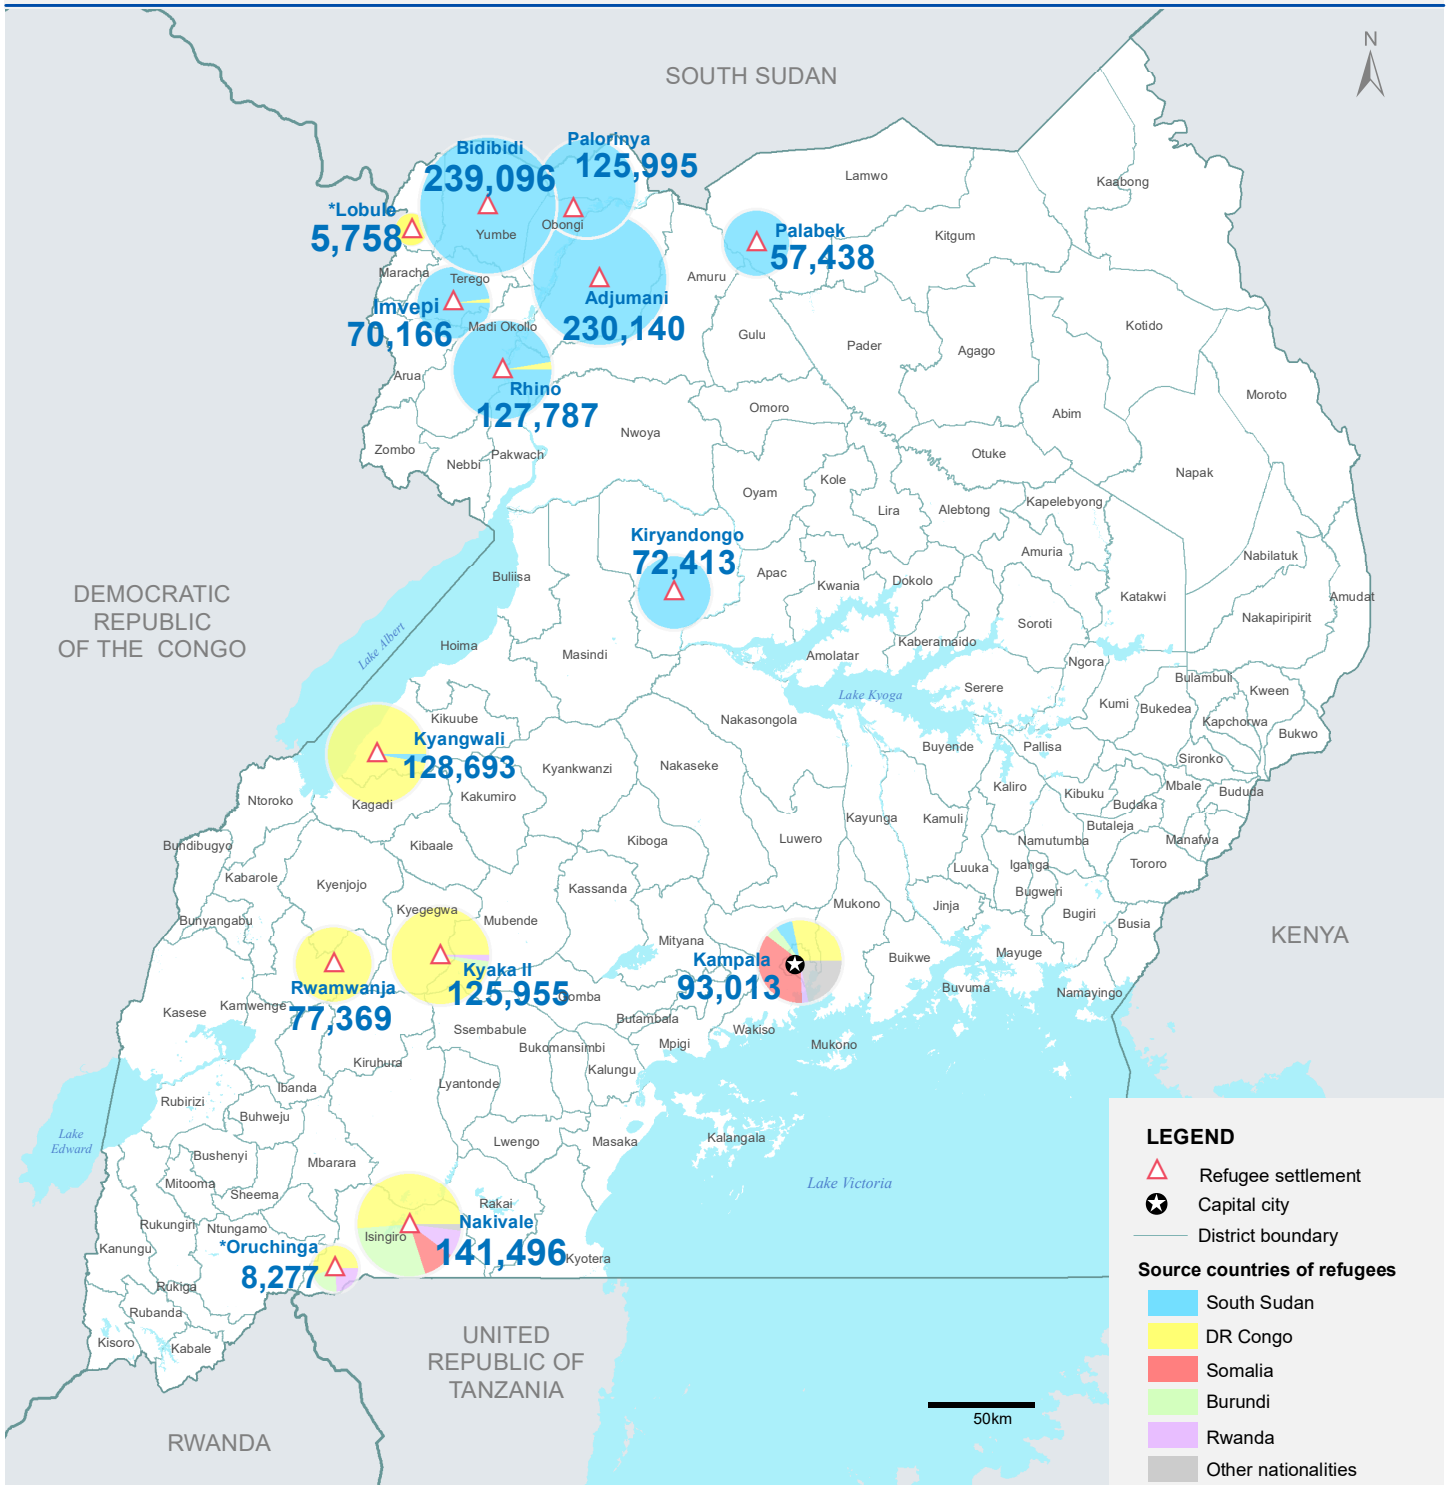 N
SOUTH SUDAN
Palorinya
125,995
Bidibidi
239,096
Lamwo
Kaabong
*Lobule
5,758
Obongi
Yumbe
Palabek
57,438
Kitgum
Maracha
Terego
Amuru
Imvepi
70,166
Adjumani
230,140
Madi Okollo
Gulu
Pader
Agago
Kotido
Arua
Rhino
127,787
Omoro
Abim
Moroto
Nwoya
Zombo
Nebbi
Pakwach
Otuke
Napak
Oyam
Kole
Lira
Alebtong
Kapelebyong
Kiryandongo
72,413
Amuria
Nabilatuk
Buliisa
Apac
Kwania
Dokolo
Katakwi
Amudat
DEMOCRATIC
REPUBLIC
OF THE CONGO
Lake Albert
Hoima
Masindi
Amolatar
Kaberamaido
Soroti
Nakapiripirit
Ngora
Lake Kyoga
Serere
Bulambuli
Kween
Kumi
Bukedea
Kapchorwa
Bukwo
Kikuube
Nakasongola
Kyangwali
128,693
Buyende
Pallisa
Sironko
Kyankwanzi
Nakaseke
Kaliro
Kibuku
Mbale
Bududa
Budaka
Ntoroko
Kagadi
Kakumiro
Kayunga
Kamuli
Butaleja
Namutumba
Manafwa
Bundibugyo
Kibaale
Kiboga
Luwero
Luuka
Iganga
Tororo
Kabarole
Kyenjojo
Kassanda
Bugweri
Bunyangabu
Kyegegwa
Mubende
Mukono
Jinja
Bugiri
Busia
KENYA
Mityana
Kampala
93,013
Buikwe
Mayuge
Buvuma
Namayingo
Rwamwanja
77,369
Kyaka II
125,955
Gomba
Kasese
Kamwenge
Butambala
Ssembabule
Wakiso
Mpigi
Mukono
Bukomansimbi
Kiruhura
Kalungu
Ibanda
Lyantonde
Rubirizi
Buhweju
Lake
Edward
Lwengo
Masaka
Kalangala
Bushenyi
Mbarara
Mitooma
Sheema
Lake Victoria
Rakai
Rukungiri
Ntungamo
Isingiro
Nakivale
141,496
Kanungu
*Oruchinga
8,277
Kyotera
Rukiga
Rubanda
Kisoro
Kabale
UNITED
REPUBLIC OF
TANZANIA
RWANDA
50km
LEGEND
Refugee settlement
Capital city
District boundary
Source countries of refugees
South Sudan
DR Congo
Somalia
Burundi
Rwanda
Other nationalities